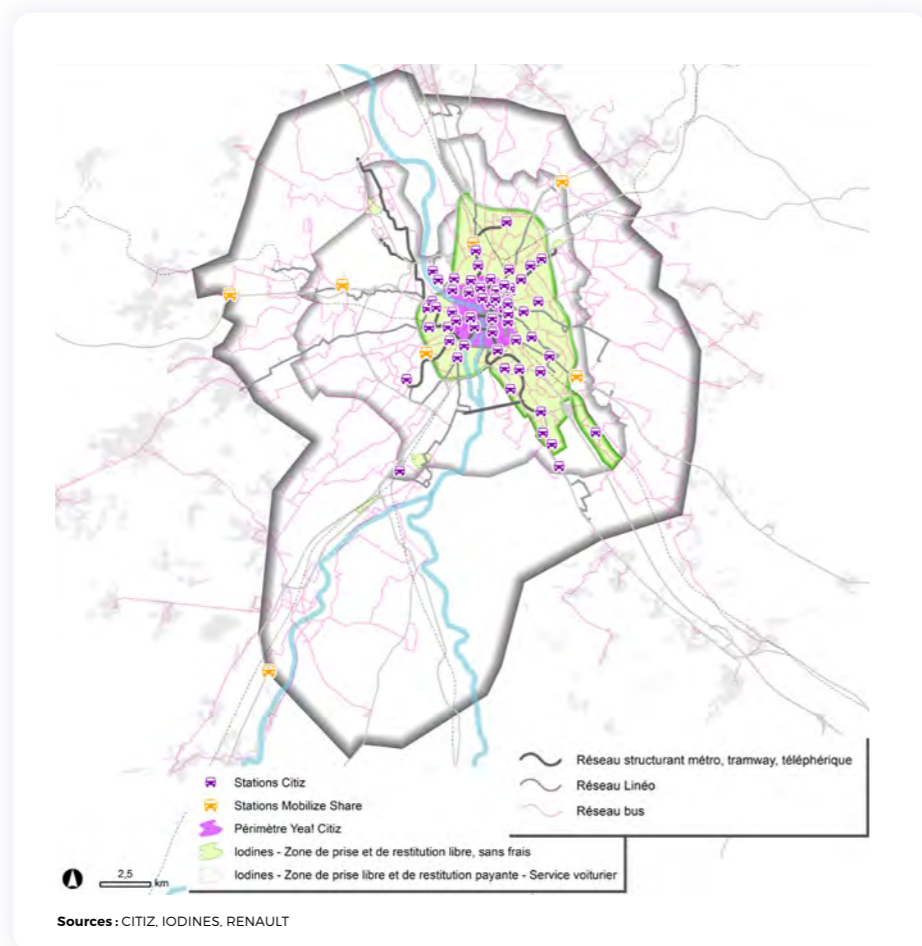 Stations Citiz
Stations Mobilize Share
Périmètre Yea! Citiz
Iodines - Zone de prise et de restitution libre, sans frais
Iodines - Zone de prise libre et de restitution payante - Service voiturier
Réseau structurant métro, tramway, téléphérique
Réseau Linéo
Réseau bus
2,5
km
Sources : CITIZ, IODINES, RENAULT